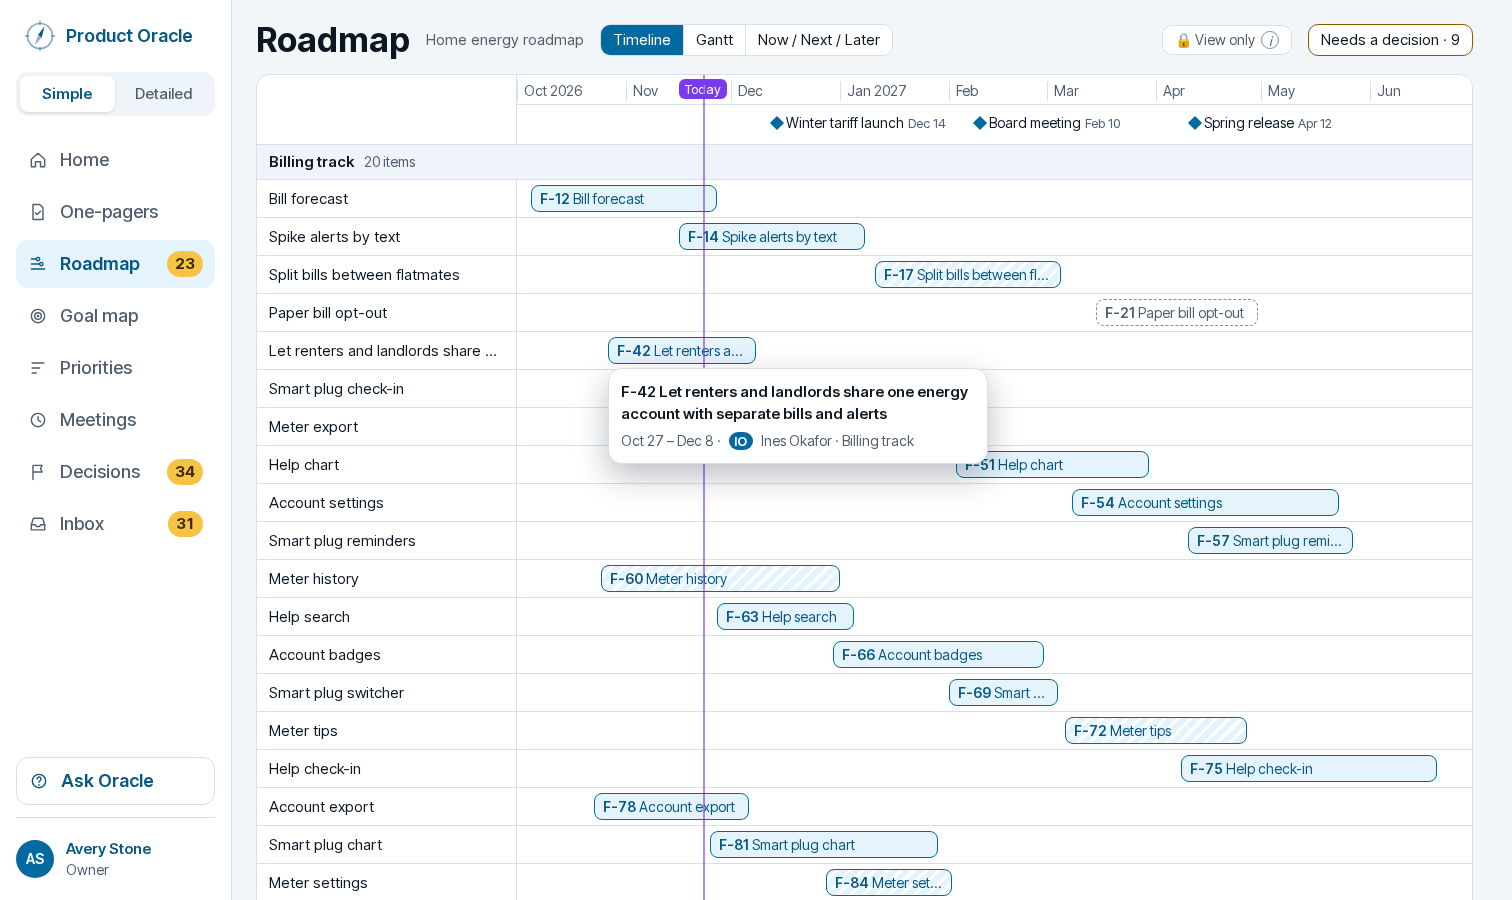 Product Oracle
Simple
Detailed
Home
One-pagers
Roadmap 23
Goal map
Priorities
Meetings
Decisions 34
Inbox 31
Ask Oracle
AS
Avery Stone
Owner
Roadmap
Home energy roadmap
Timeline
Gantt
Now / Next / Later
View only i
Needs a decision · 9
Oct 2026
Nov
Today
Dec
Jan 2027
Feb
Mar
Apr
May
Jun
Winter tariff launch Dec 14
Board meeting Feb 10
Spring release Apr 12
Billing track 20 items
Bill forecast
F-12 Bill forecast
Spike alerts by text
F-14 Spike alerts by text
Split bills between flatmates
F-17 Split bills between fl...
Paper bill opt-out
F-21 Paper bill opt-out
Let renters and landlords share ...
F-42 Let renters a...
Smart plug check-in
F-42 Let renters and landlords share one energy
account with separate bills and alerts
Oct 27 – Dec 8 · IO Ines Okafor · Billing track
Meter export
Help chart
F-51 Help chart
Account settings
F-54 Account settings
Smart plug reminders
F-57 Smart plug remi...
Meter history
F-60 Meter history
Help search
F-63 Help search
Account badges
F-66 Account badges
Smart plug switcher
F-69 Smart ...
Meter tips
F-72 Meter tips
Help check-in
F-75 Help check-in
Account export
F-78 Account export
Smart plug chart
F-81 Smart plug chart
Meter settings
F-84 Meter set...